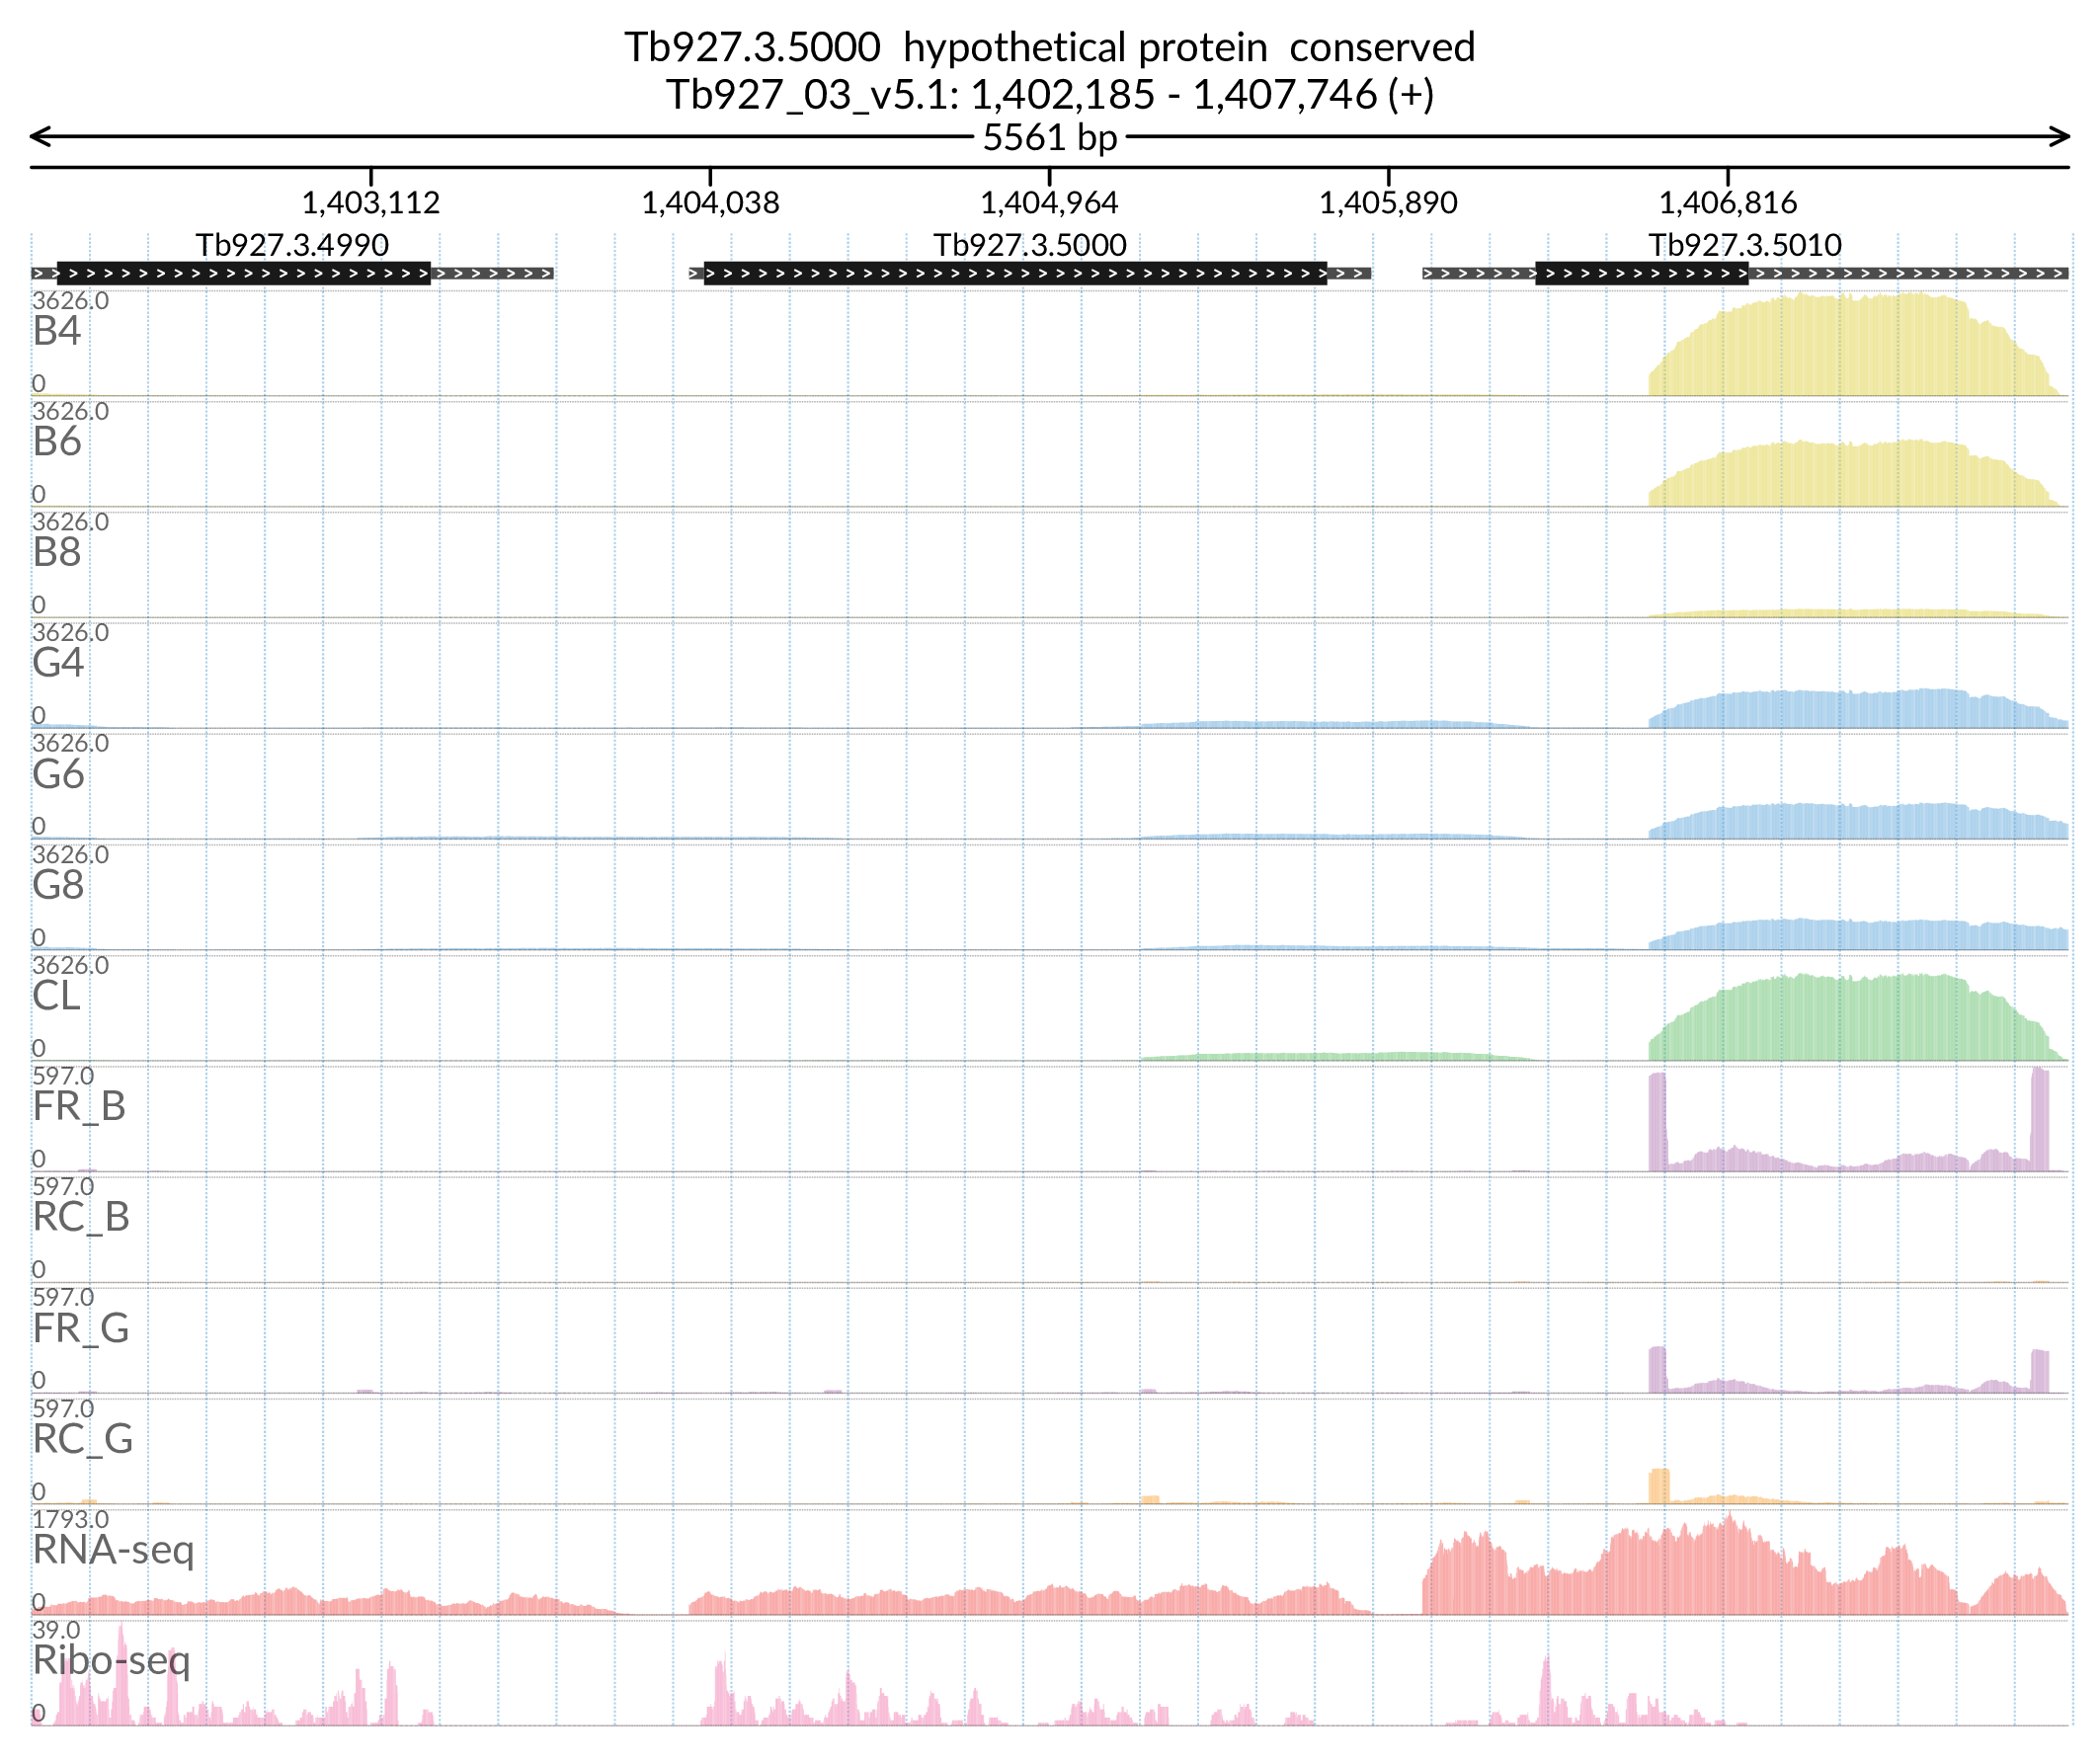 Tb927.3.5000 hypothetical protein conserved
Tb927_03_v5.1: 1,402,185 - 1,407,746 (+)
5561 bp
1,403,112 1,404,038 1,404,964 1,405,890 1,406,816
Tb927.3.4990 Tb927.3.5000 Tb927.3.5010
3626.0
B4
0
3626.0
B6
0
3626.0
B8
0
3626.0
G4
0
3626.0
G6
0
3626.0
G8
0
3626.0
CL
0
597.0
FR_B
0
597.0
RC_B
0
597.0
FR_G
0
597.0
RC_G
0
1793.0
RNA-seq
0
39.0
Ribo-seq
0